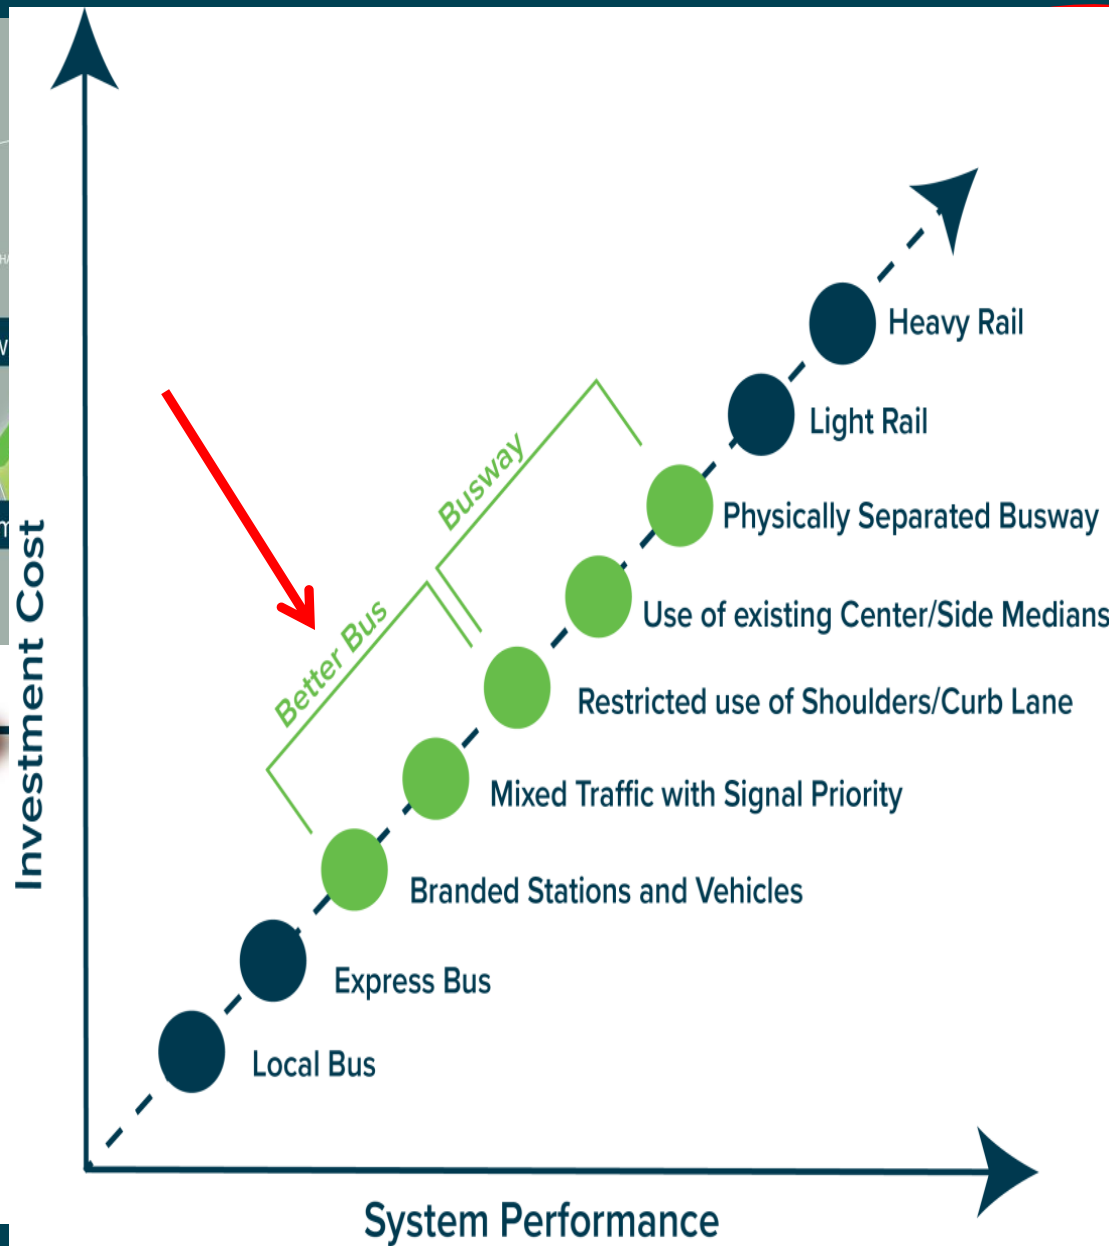 Heavy Rail
Light Rail
Busway
Physically Separated Busway
Use of existing Center/Side Medians
Better Bus
Restricted use of Shoulders/Curb Lane
Mixed Traffic with Signal Priority
Branded Stations and Vehicles
Express Bus
Local Bus
Investment Cost
System Performance